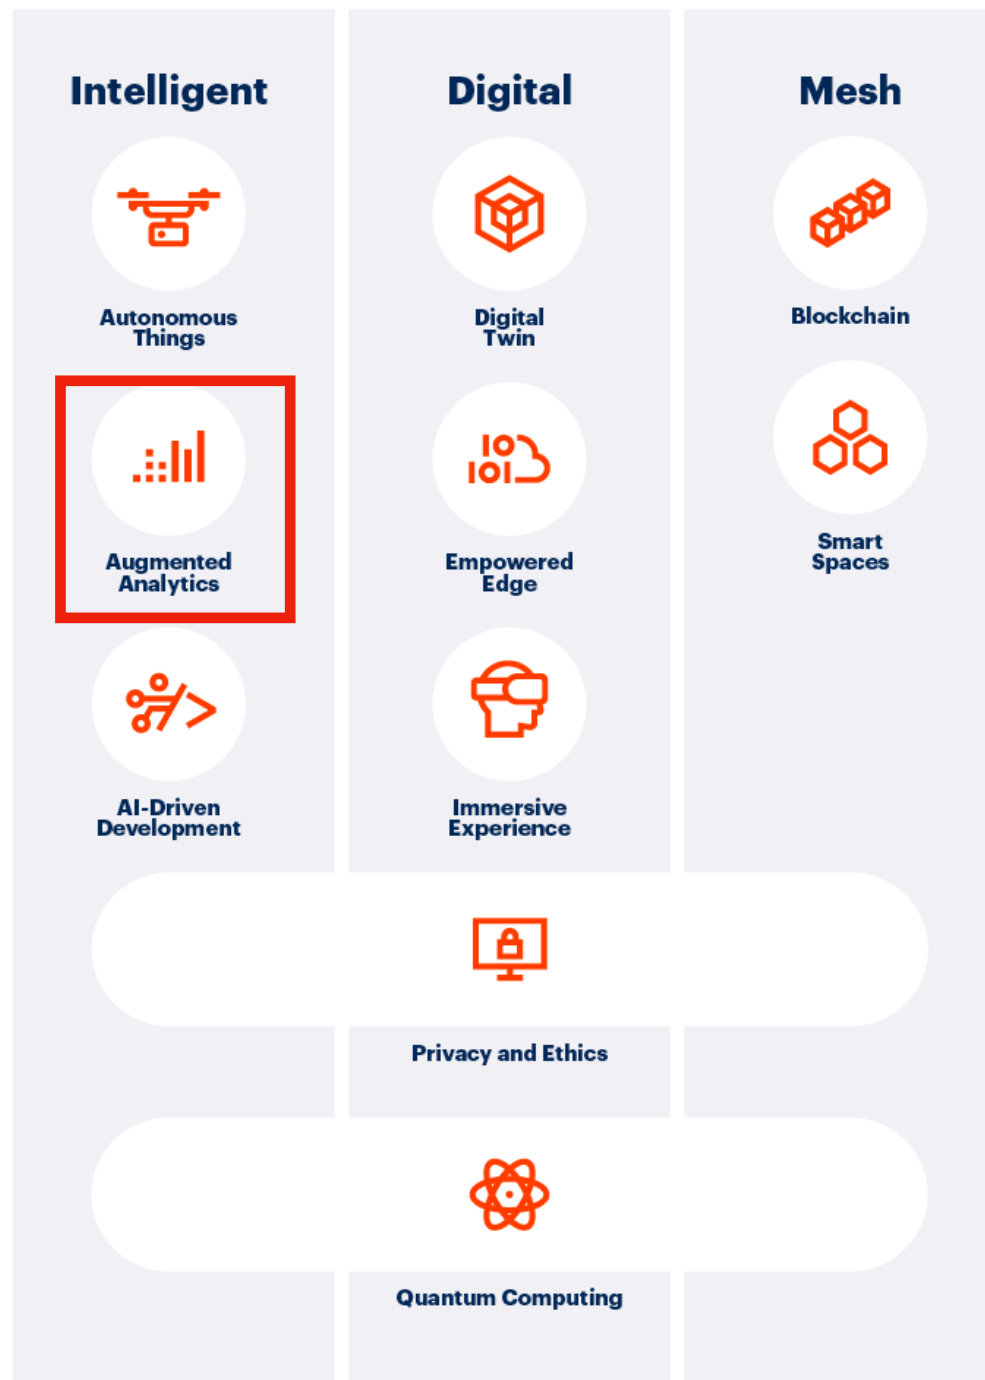 Intelligent
Autonomous
Things
Augmented
Analytics
AI-Driven
Development
Digital
Digital
Twin
Empowered
Edge
Immersive
Experience
Mesh
Blockchain
Smart
Spaces
Privacy and Ethics
Quantum Computing